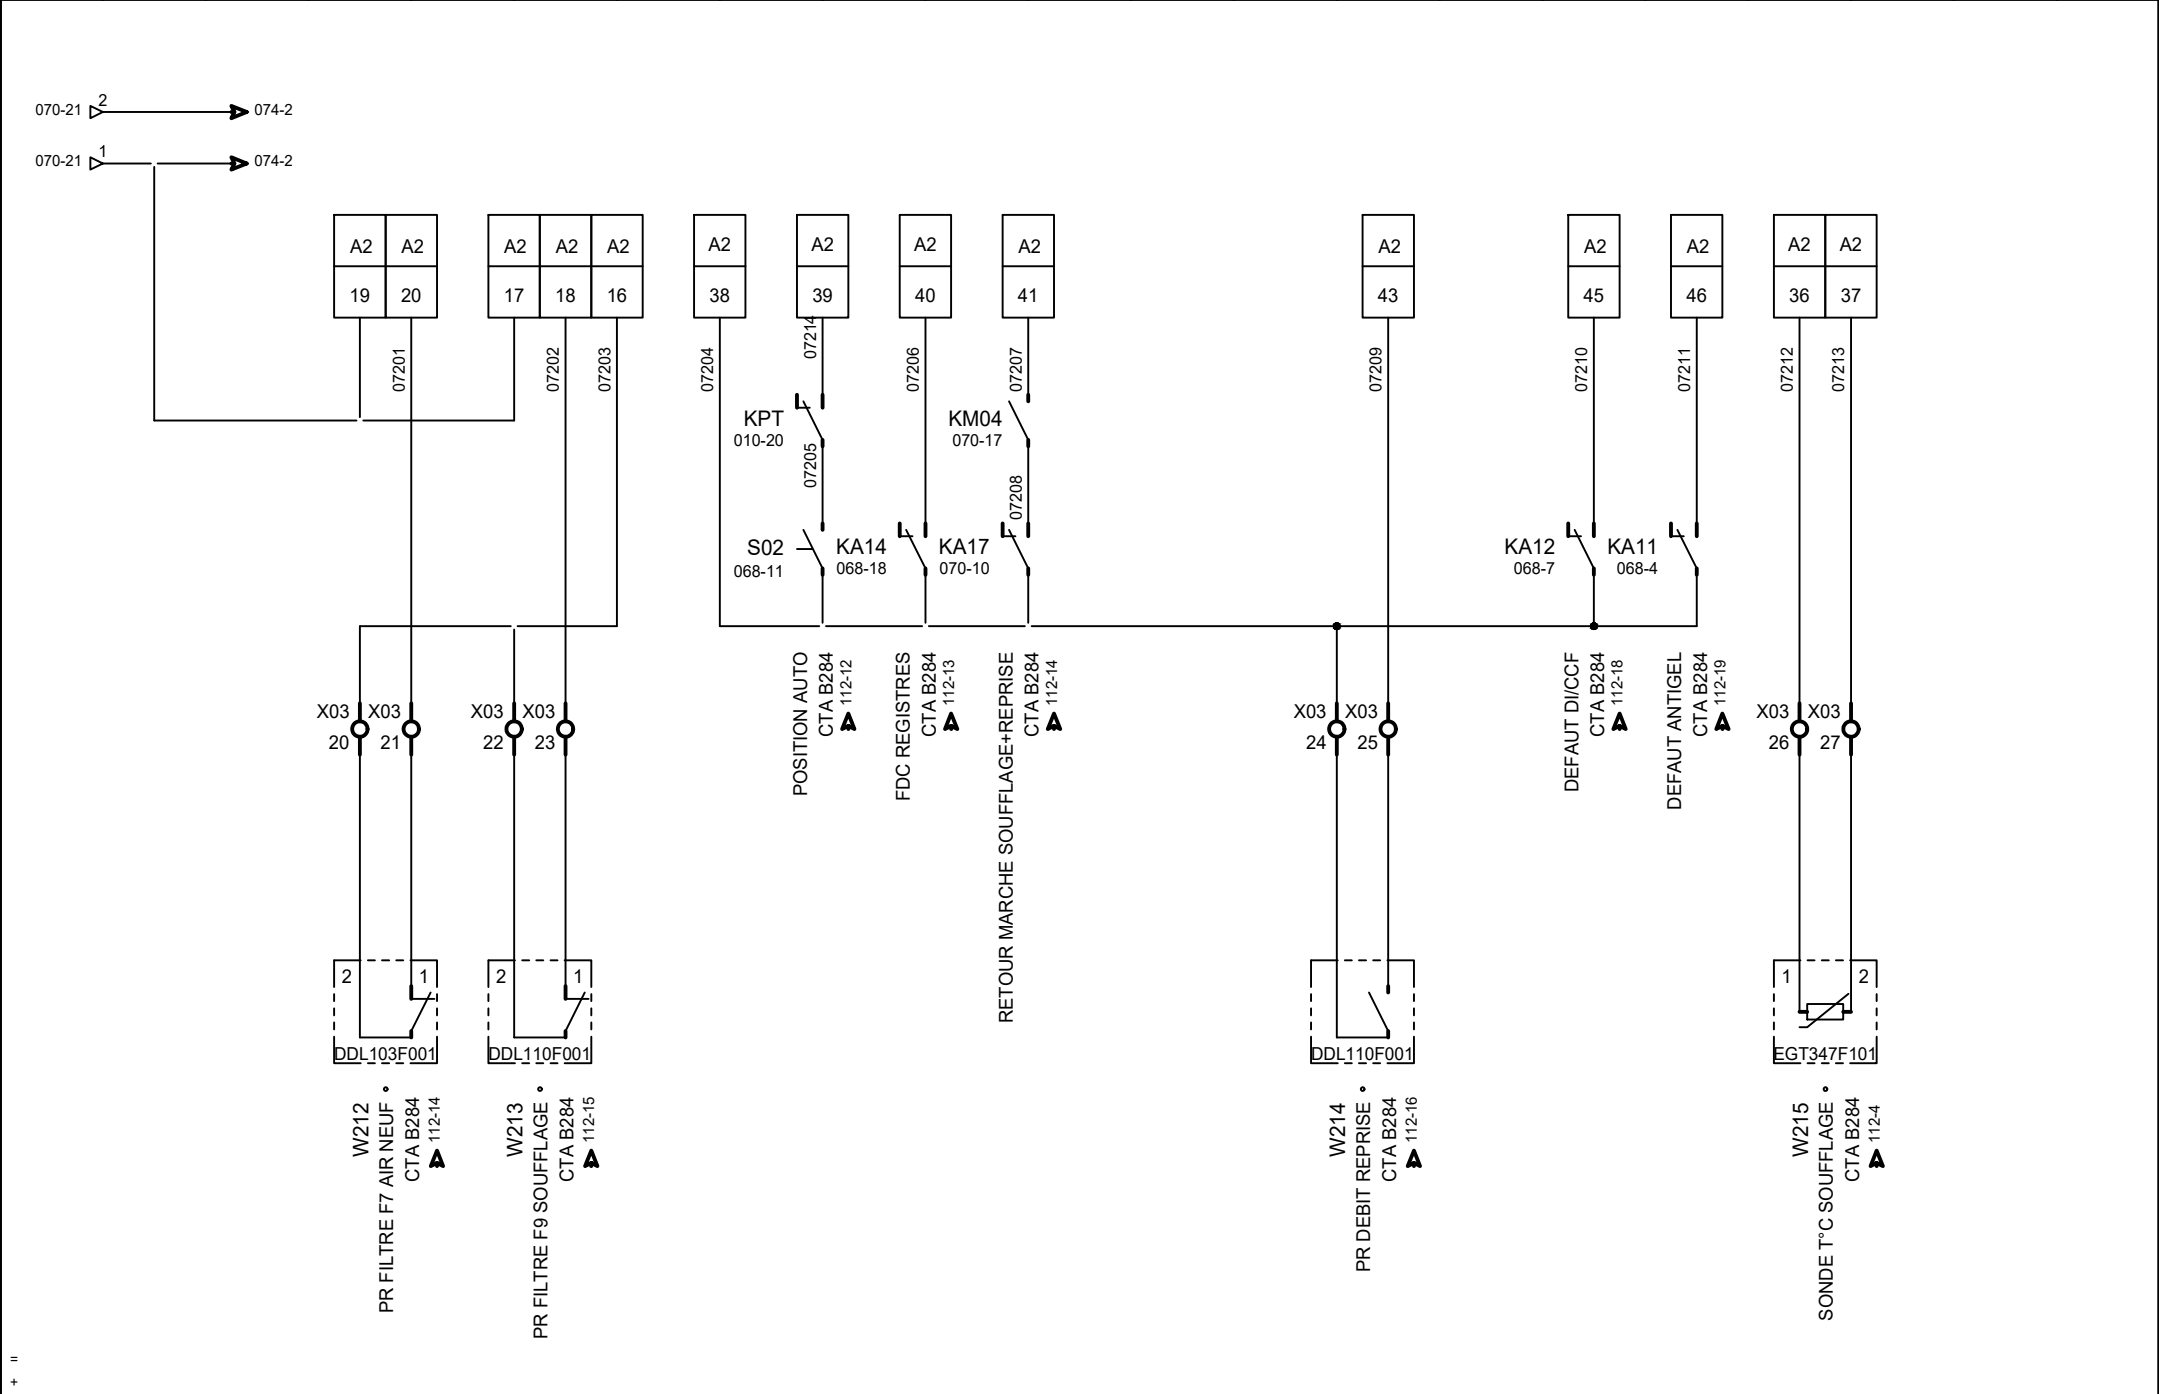 070-21 2 074-2
070-21 1 074-2
A2 A2 A2 A2 A2 A2 A2 A2 A2 A2 A2 A2 A2 A2
19 20 17 18 16 38 39 40 41 43 45 46 36 37
07201
07202
07203
07204
07214
07206
07207
07209
07210
07211
07212
07213
KPT
010-20
07205
KM04
070-17
07208
S02
068-11
KA14
068-18
KA17
070-10
KA12
068-7
KA11
068-4
POSITION AUTO
CTA B284
112-12
FDC REGISTRES
CTA B284
112-13
RETOUR MARCHE SOUFFLAGE+REPRISE
CTA B284
112-14
DEFAUT DI/CCF
CTA B284
112-18
DEFAUT ANTIGEL
CTA B284
112-19
X03 X03 X03 X03 X03 X03 X03 X03
20 21 22 23 24 25 26 27
2 1 2 1 1 2
DDL103F001 DDL110F001 DDL110F001 EGT347F101
W212
PR FILTRE F7 AIR NEUF
CTA B284
112-14
W213
PR FILTRE F9 SOUFFLAGE
CTA B284
112-15
W214
PR DEBIT REPRISE
CTA B284
112-16
W215
SONDE T°C SOUFFLAGE
CTA B284
112-4
=
+